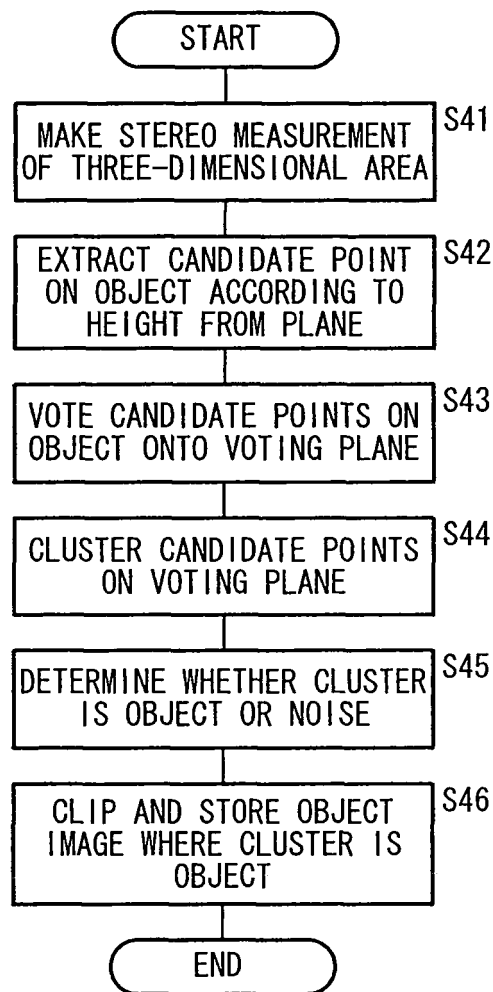 START
S41
MAKE STEREO MEASUREMENT
OF THREE-DIMENSIONAL AREA
S42
EXTRACT CANDIDATE POINT
ON OBJECT ACCORDING TO
HEIGHT FROM PLANE
S43
VOTE CANDIDATE POINTS ON
OBJECT ONTO VOTING PLANE
S44
CLUSTER CANDIDATE POINTS
ON VOTING PLANE
S45
DETERMINE WHETHER CLUSTER
IS OBJECT OR NOISE
S46
CLIP AND STORE OBJECT
IMAGE WHERE CLUSTER IS
OBJECT
END